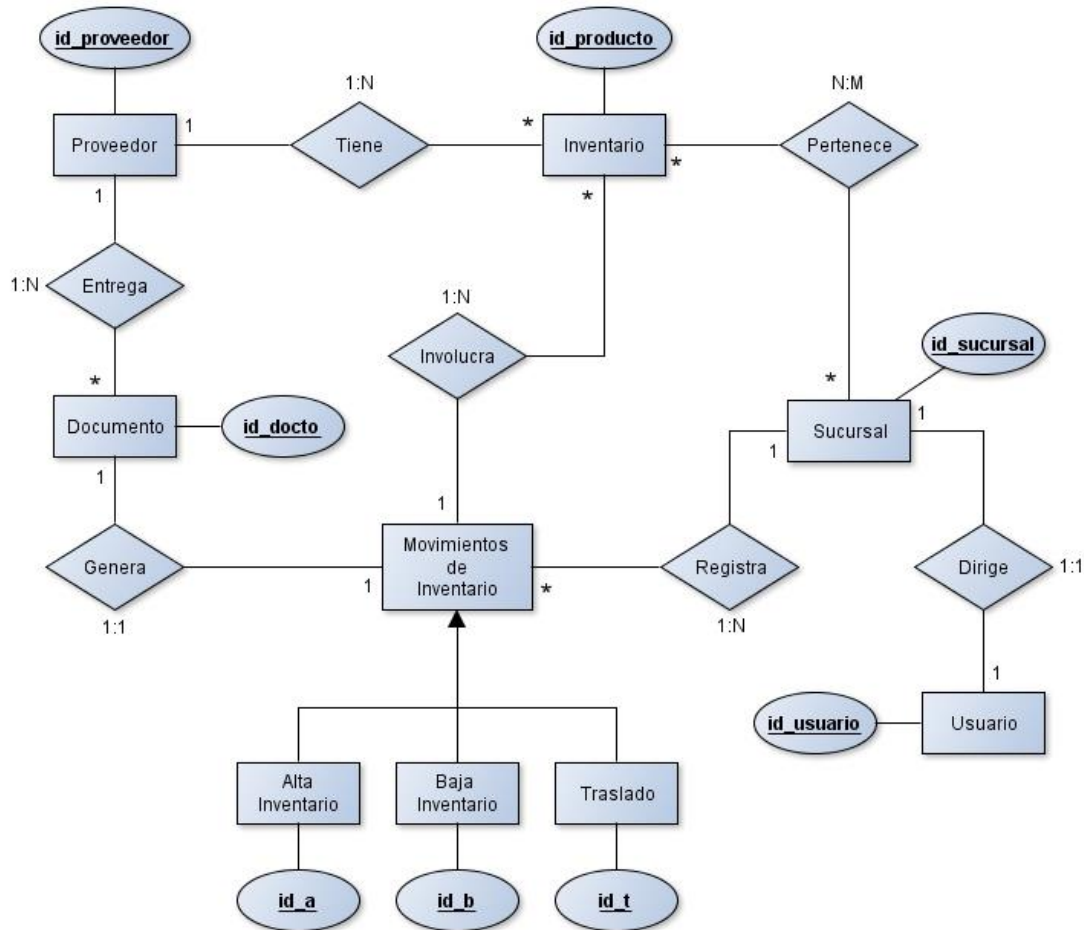 id_proveedor
id_producto
1:N
N:M
Proveedor
1
Tiene
*
Inventario
*
Pertenece
1
*
1:N
Entrega
1:N
Involucra
id_sucursal
*
*
Documento
id_docto
Sucursal
1
1
1
1
Movimientos
de
Inventario
Genera
1
*
Registra
Dirige
1:1
1:1
1:N
1
id_usuario
Usuario
Alta
Inventario
Baja
Inventario
Traslado
id_a
id_b
id_t